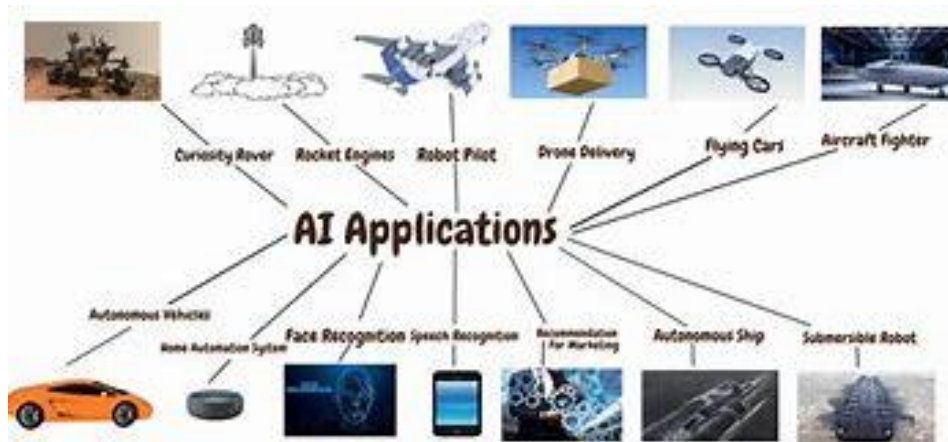 Curiosity Rover
Rocket Engines
Robot Pilot
Drone Delivery
Flying Cars
Aircraft Fighter
AI Applications
Autonomous Vehicles
Home Automation System
Face Recognition
Speech Recognition
Recommendation
For Marketing
Autonomous Ship
Submersible Robot